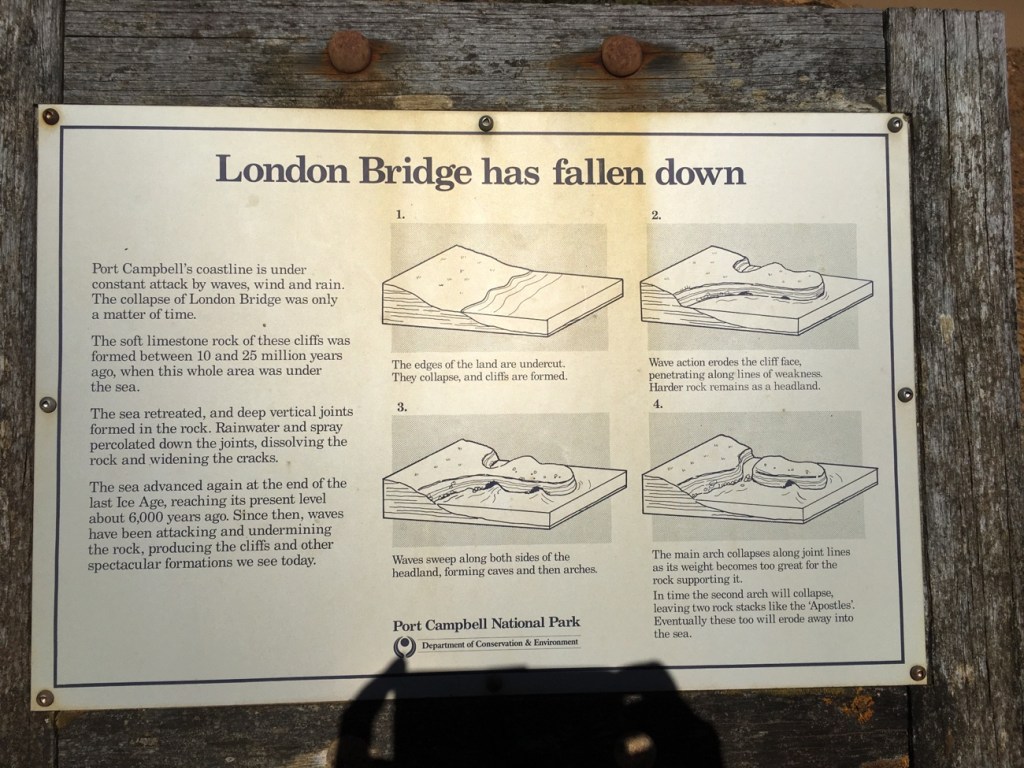 London Bridge has fallen down
Port Campbell's coastline is under
constant attack by waves, wind and rain.
The collapse of London Bridge was only
a matter of time.
The soft limestone rock of these cliffs was
formed between 10 and 25 million years
ago, when this whole area was under
the sea.
The sea retreated, and deep vertical joints
formed in the rock. Rainwater and spray
percolated down the joints, dissolving the
rock and widening the cracks.
The sea advanced again at the end of the
last Ice Age, reaching its present level
about 6,000 years ago. Since then, waves
have been attacking and undermining
the rock, producing the cliffs and other
spectacular formations we see today.
1.
The edges of the land are undercut.
They collapse, and cliffs are formed.
2.
Wave action erodes the cliff face,
penetrating along lines of weakness.
Harder rock remains as a headland.
3.
Waves sweep along both sides of the
headland, forming caves and then arches.
4.
The main arch collapses along joint lines
as its weight becomes too great for the
rock supporting it.
In time the second arch will collapse,
leaving two rock stacks like the 'Apostles'.
Eventually these too will erode away into
the sea.
Port Campbell National Park
Department of Conservation & Environment